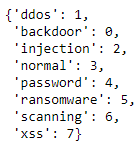 {'ddos': 1,
'backdoor': 0,
'injection': 2,
'normal': 3,
'password': 4,
'ransomware': 5,
'scanning': 6,
'xss': 7}